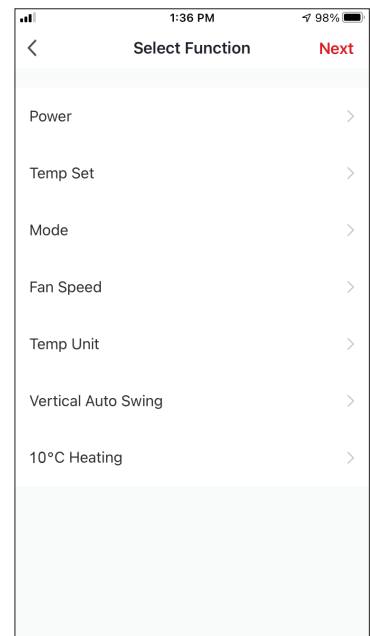 1:36 PM 98%
Select Function Next
Power
Temp Set
Mode
Fan Speed
Temp Unit
Vertical Auto Swing
10°C Heating